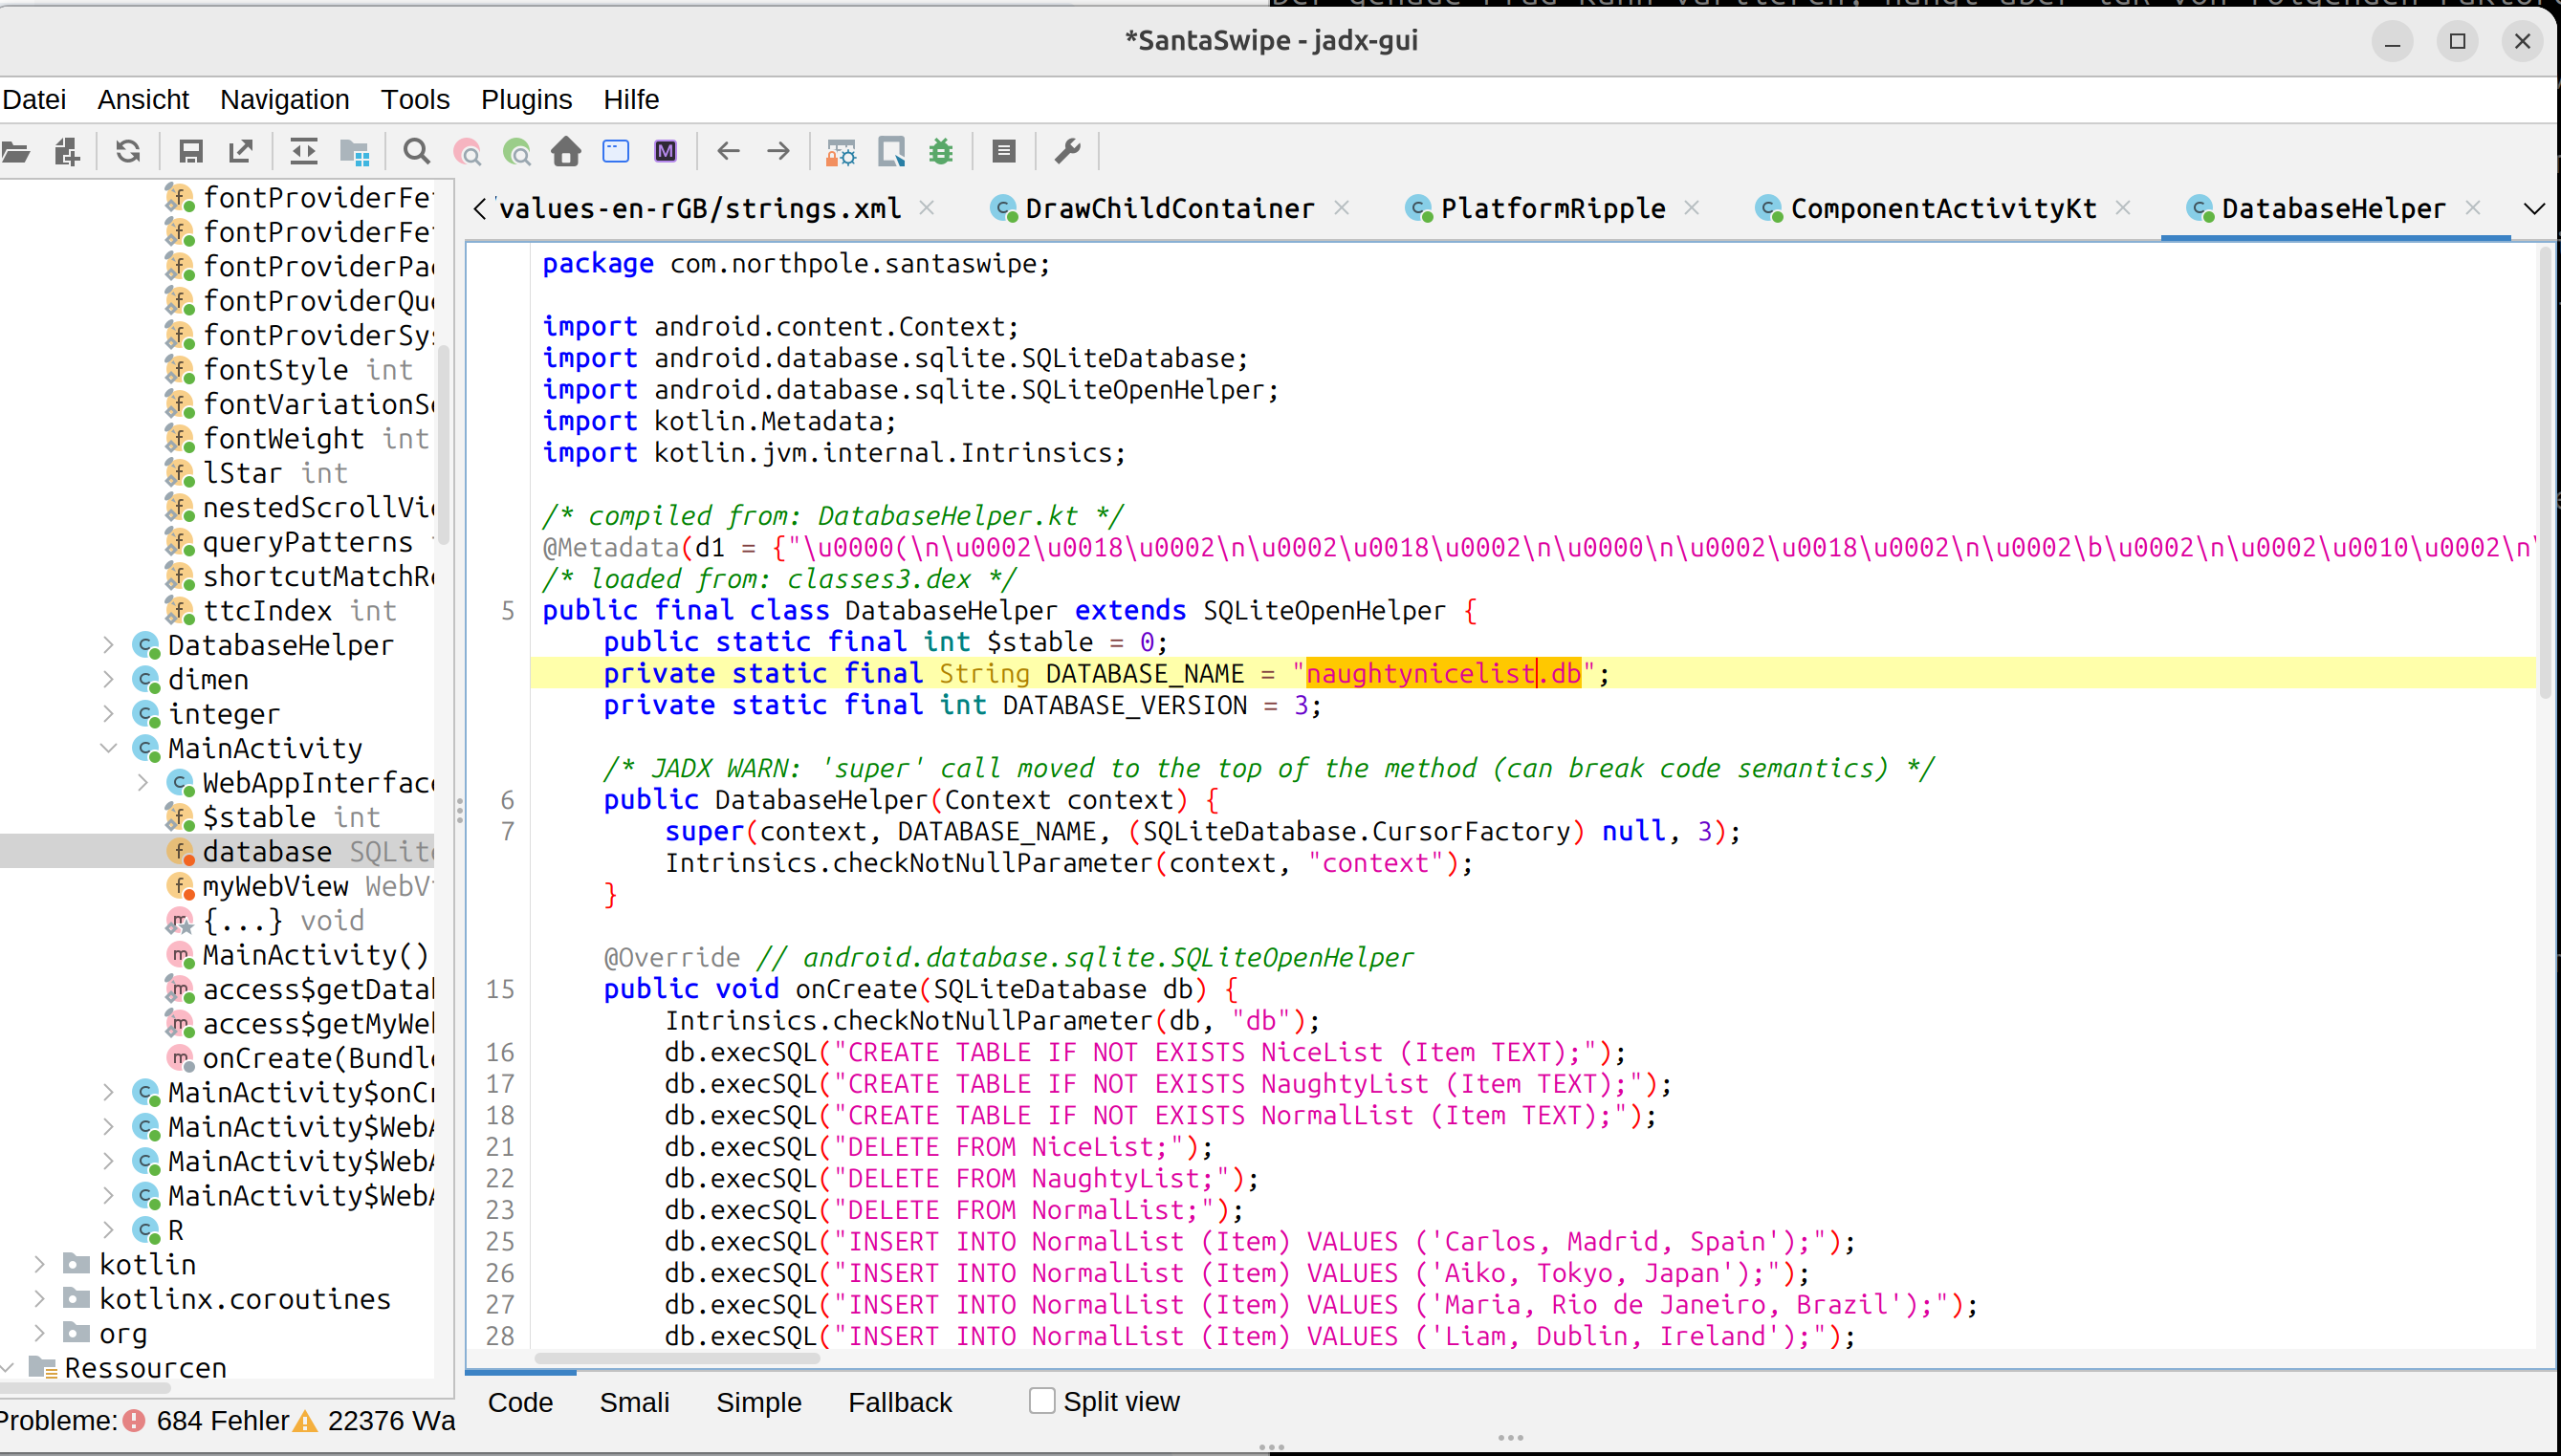 *SantaSwipe - jadx-gui
Datei Ansicht Navigation Tools Plugins Hilfe
values-en-rGB/strings.xml DrawChildContainer PlatformRipple ComponentActivityKt DatabaseHelper
fontProviderFe
fontProviderFe
fontProviderPa
fontProviderQu
fontProviderSy
fontStyle int
fontVariationS
fontWeight int
lStar int
nestedScrollVi
queryPatterns
shortcutMatchR
ttcIndex int
DatabaseHelper
dimen
integer
MainActivity
WebAppInterface
$stable int
database SQLit
myWebView WebV
{...} void
MainActivity()
access$getData
access$getMyWe
onCreate(Bundl
MainActivity$onC
MainActivity$WebA
MainActivity$WebA
MainActivity$WebA
R
kotlin
kotlinx.coroutines
org
Ressourcen
Probleme: 684 Fehler 22376 Wa
package com.northpole.santaswipe;
import android.content.Context;
import android.database.sqlite.SQLiteDatabase;
import android.database.sqlite.SQLiteOpenHelper;
import kotlin.Metadata;
import kotlin.jvm.internal.Intrinsics;
/* compiled from: DatabaseHelper.kt */
@Metadata(d1 = {"\u0000(\n\u0002\u0018\u0002\n\u0002\u0018\u0002\n\u0000\n\u0002\u0018\u0002\n\u0002\b\u0002\n\u0002\u0010\u0002\n\
/* loaded from: classes3.dex */
5 public final class DatabaseHelper extends SQLiteOpenHelper {
public static final int $stable = 0;
private static final String DATABASE_NAME = "naughtynicelist.db";
private static final int DATABASE_VERSION = 3;
/* JADX WARN: 'super' call moved to the top of the method (can break code semantics) */
6 public DatabaseHelper(Context context) {
7 super(context, DATABASE_NAME, (SQLiteDatabase.CursorFactory) null, 3);
Intrinsics.checkNotNullParameter(context, "context");
}
@Override // android.database.sqlite.SQLiteOpenHelper
15 public void onCreate(SQLiteDatabase db) {
Intrinsics.checkNotNullParameter(db, "db");
16 db.execSQL("CREATE TABLE IF NOT EXISTS NiceList (Item TEXT);");
17 db.execSQL("CREATE TABLE IF NOT EXISTS NaughtyList (Item TEXT);");
18 db.execSQL("CREATE TABLE IF NOT EXISTS NormalList (Item TEXT);");
21 db.execSQL("DELETE FROM NiceList;");
22 db.execSQL("DELETE FROM NaughtyList;");
23 db.execSQL("DELETE FROM NormalList;");
25 db.execSQL("INSERT INTO NormalList (Item) VALUES ('Carlos, Madrid, Spain');");
26 db.execSQL("INSERT INTO NormalList (Item) VALUES ('Aiko, Tokyo, Japan');");
27 db.execSQL("INSERT INTO NormalList (Item) VALUES ('Maria, Rio de Janeiro, Brazil');");
28 db.execSQL("INSERT INTO NormalList (Item) VALUES ('Liam, Dublin, Ireland');");
Code Smali Simple Fallback Split view